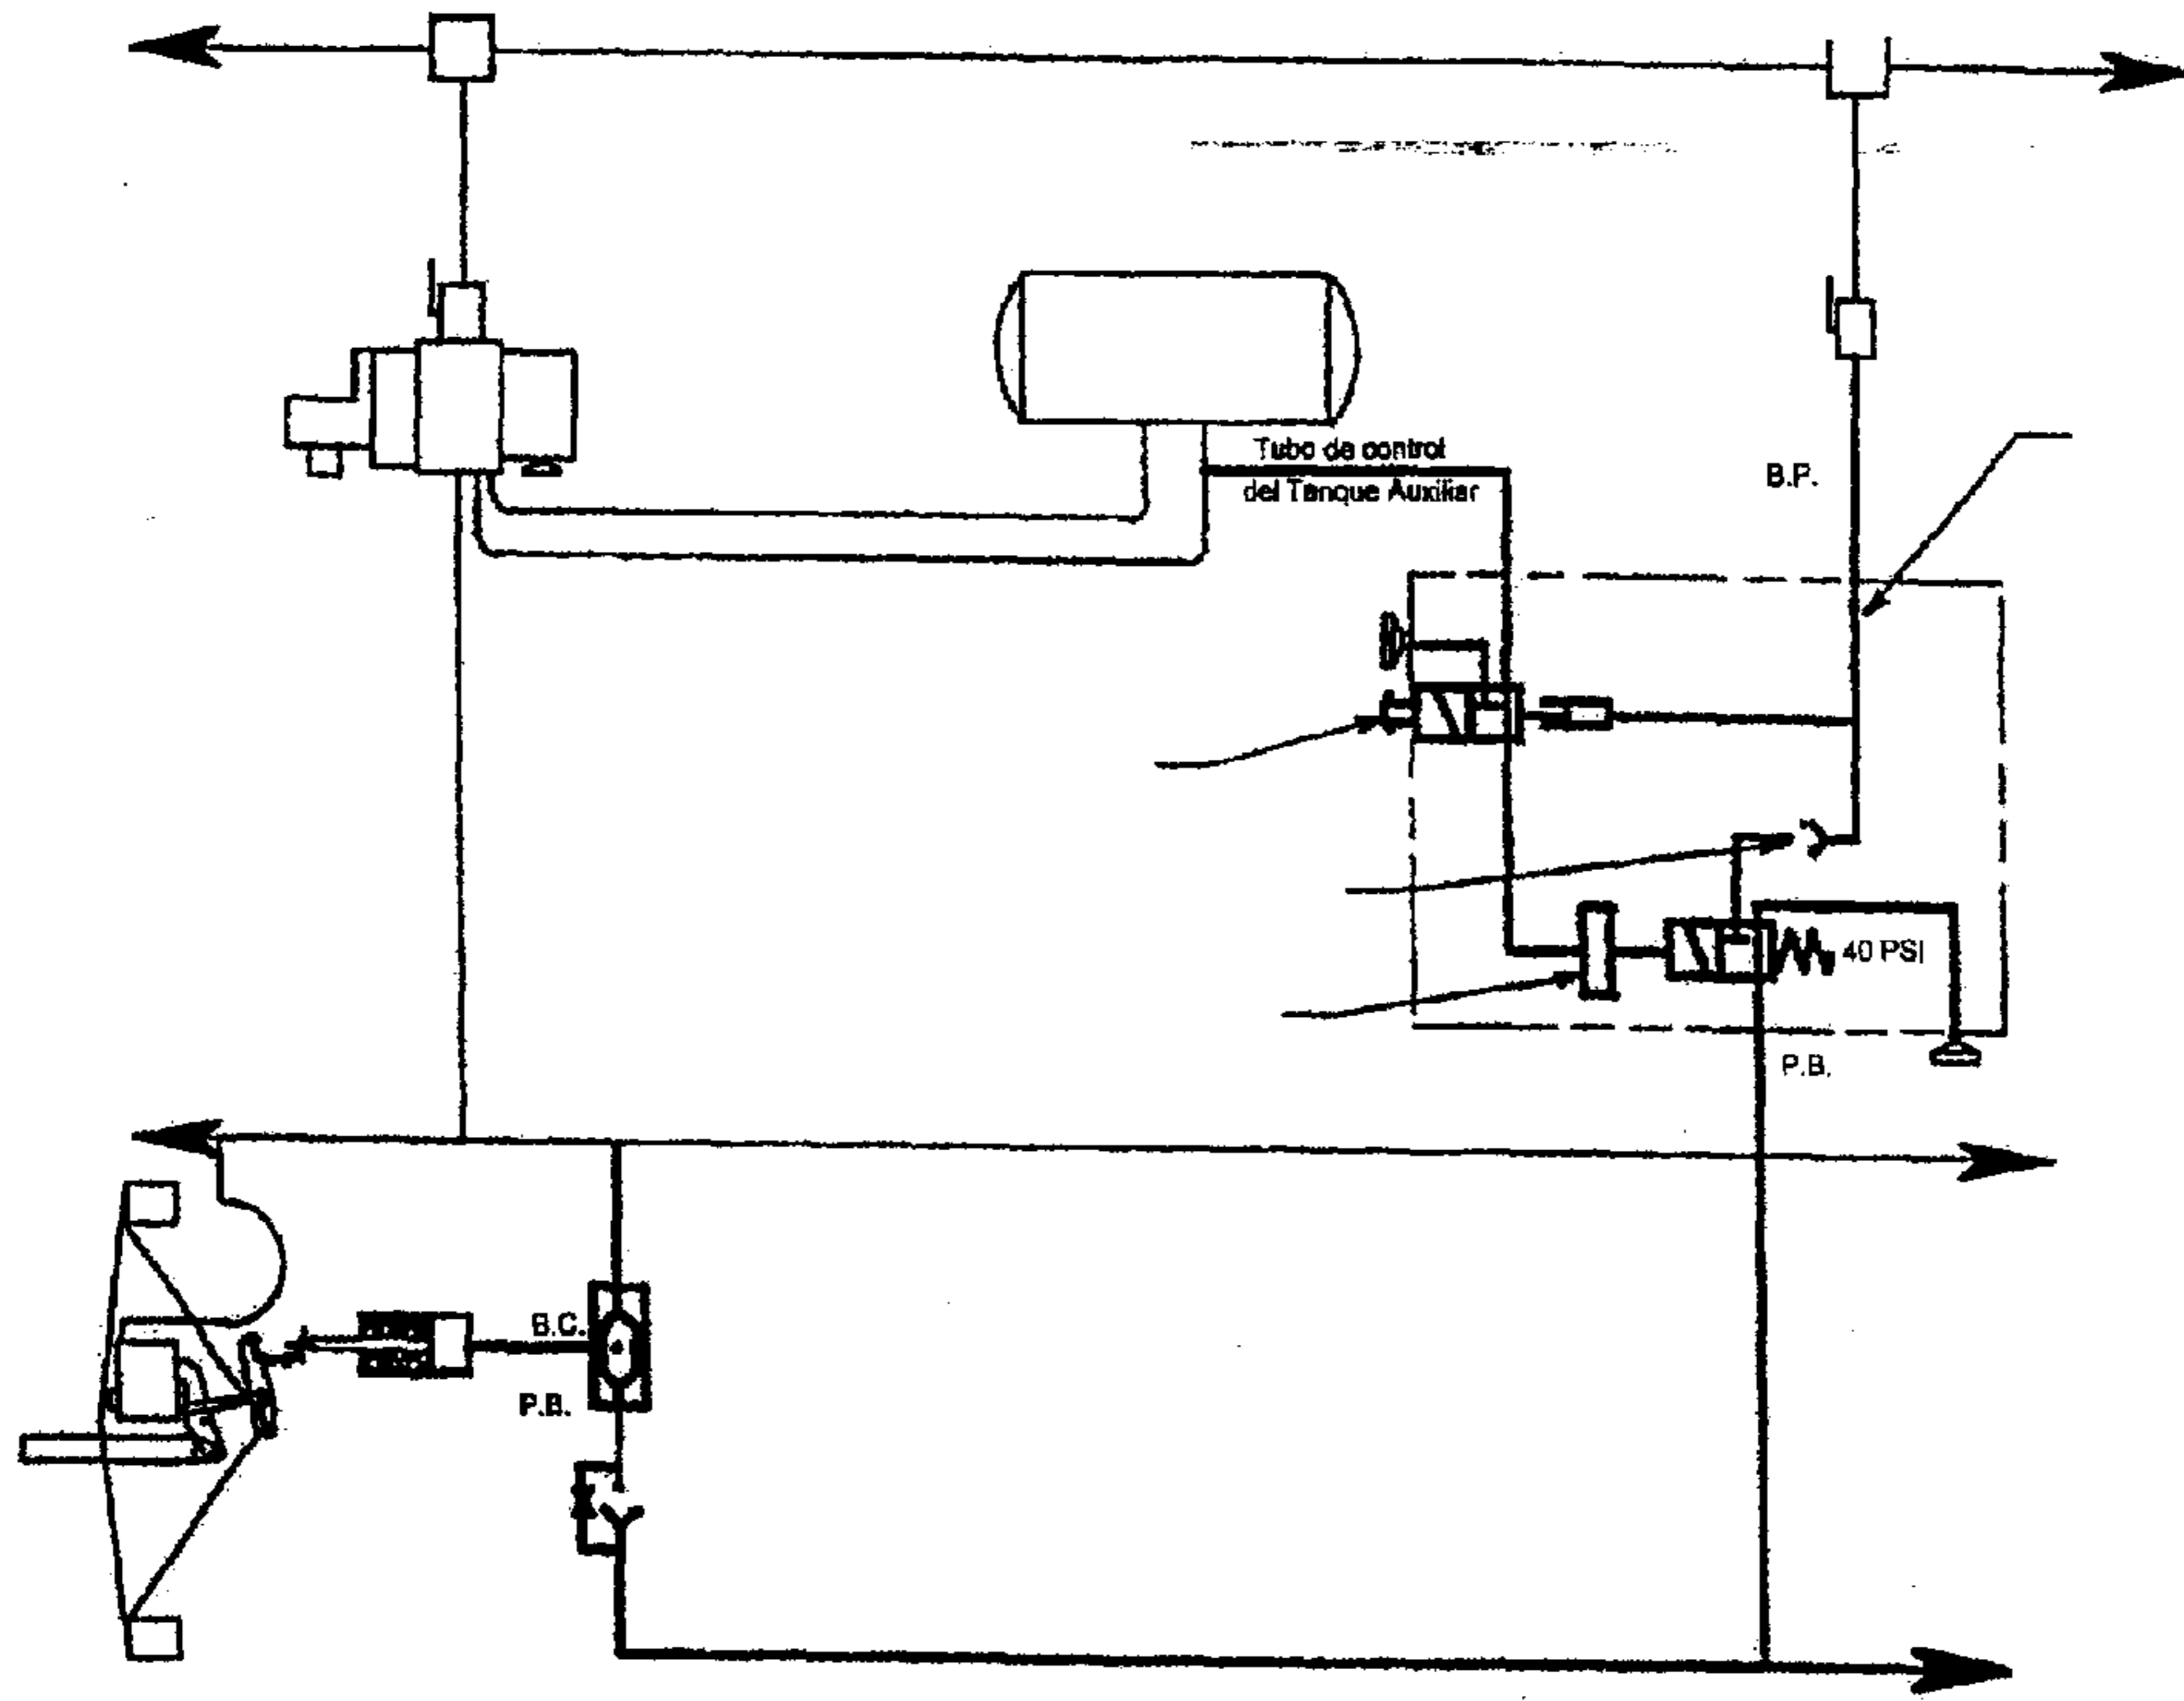 Tubo de control
del Tanque Auxiliar
B.P.
40 PSI
P.B.
B.C.
P.B.